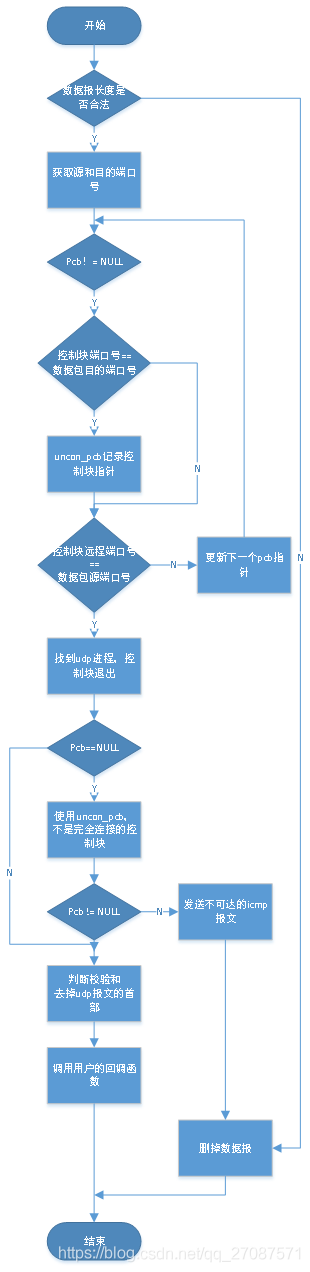 开始
数据报长度是
否合法
Y
获取源和目的端口
号
Pcb! = NULL
Y
控制块端口号==
数据包目的端口号
Y
uncon_pcb记录控
制块指针
N
控制块远程端口号
==
数据包源端口号
N
更新下一个pcb指
针
N
Y
找到udp进程，控
制块退出
Pcb==NULL
Y
使用uncon_pcb，
不是完全连接的控
制块
N
Pcb != NULL
N
发送不可达的icmp
报文
判断校验和
去掉udp报文的首
部
调用用户的回调函
数
删掉数据报
结束
https://blog.csdn.net/qq_27087571